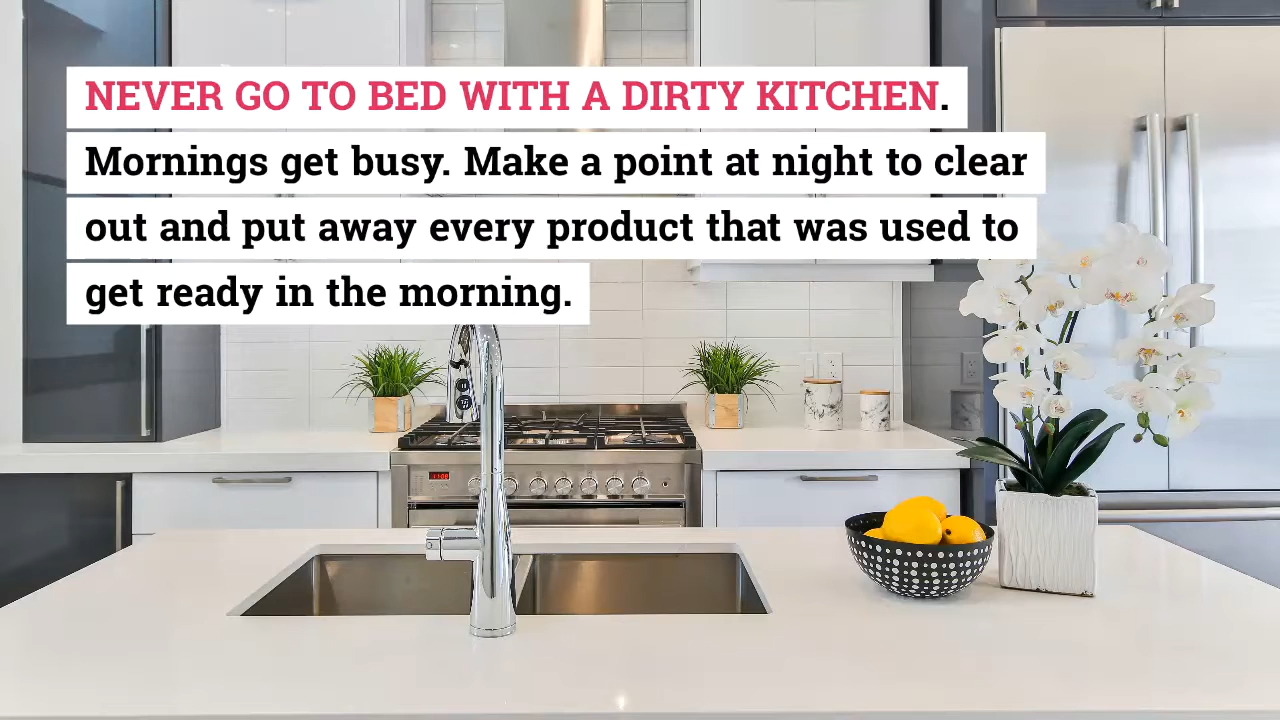 NEVER GO TO BED WITH A DIRTY KITCHEN.
Mornings get busy. Make a point at night to clear
out and put away every product that was used to
get ready in the morning.